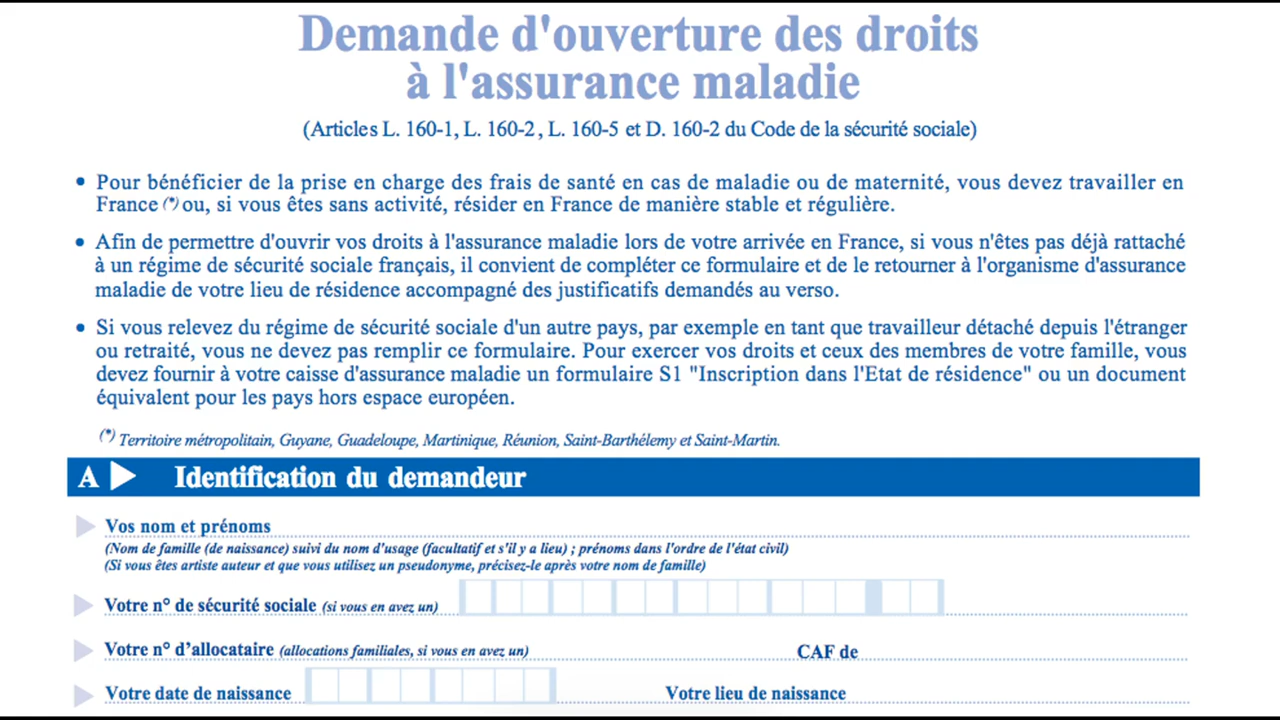 Demande d'ouverture des droits
à l'assurance maladie
(Articles L. 160-1, L. 160-2, L. 160-5 et D. 160-2 du Code de la sécurité sociale)
• Pour bénéficier de la prise en charge des frais de santé en cas de maladie ou de maternité, vous devez travailler en
France (*) ou, si vous êtes sans activité, résider en France de manière stable et régulière.
• Afin de permettre d'ouvrir vos droits à l'assurance maladie lors de votre arrivée en France, si vous n'êtes pas déjà rattaché
à un régime de sécurité sociale français, il convient de compléter ce formulaire et de le retourner à l'organisme d'assurance
maladie de votre lieu de résidence accompagné des justificatifs demandés au verso.
• Si vous relevez du régime de sécurité sociale d'un autre pays, par exemple en tant que travailleur détaché depuis l'étranger
ou retraité, vous ne devez pas remplir ce formulaire. Pour exercer vos droits et ceux des membres de votre famille, vous
devez fournir à votre caisse d'assurance maladie un formulaire S1 "Inscription dans l'Etat de résidence" ou un document
équivalent pour les pays hors espace européen.
(*) Territoire métropolitain, Guyane, Guadeloupe, Martinique, Réunion, Saint-Barthélemy et Saint-Martin.
A Identification du demandeur
Vos nom et prénoms
(Nom de famille (de naissance) suivi du nom d'usage (facultatif et s'il y a lieu) ; prénoms dans l'ordre de l'état civil)
(Si vous êtes artiste auteur et que vous utilisez un pseudonyme, précisez-le après votre nom de famille)
Votre n° de sécurité sociale (si vous en avez un)
Votre n° d'allocataire (allocations familiales, si vous en avez un) CAF de
Votre date de naissance Votre lieu de naissance